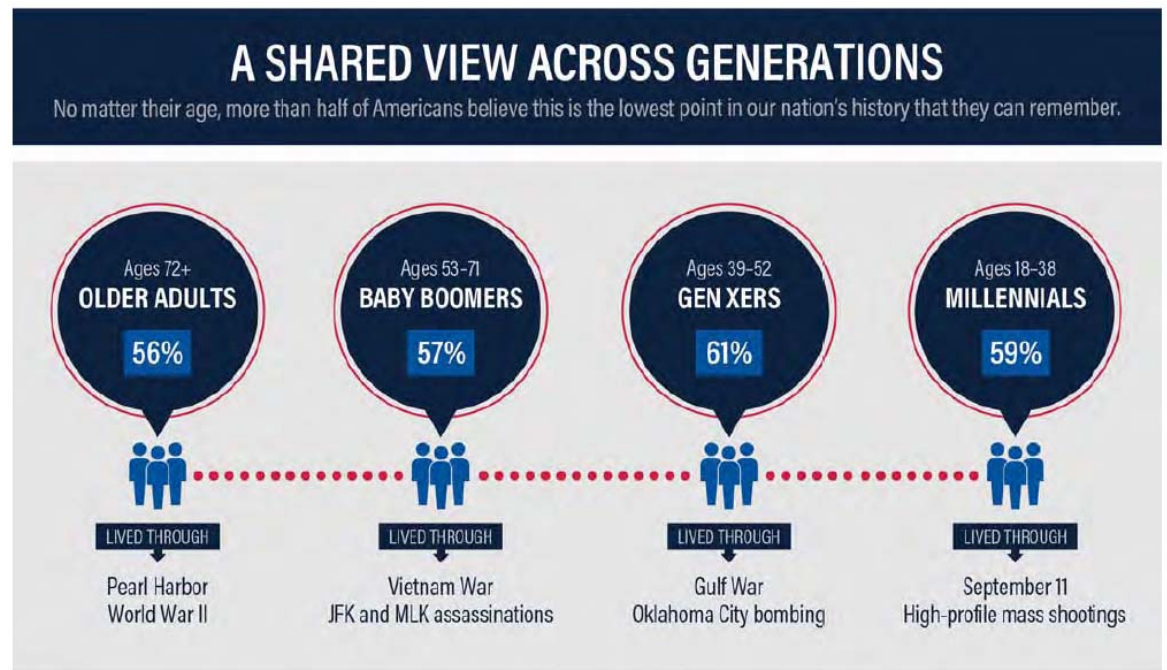 A SHARED VIEW ACROSS GENERATIONS
No matter their age, more than half of Americans believe this is the lowest point in our nation's history that they can remember.
Ages 72+
OLDER ADULTS
56%
LIVED THROUGH
Pearl Harbor
World War II
Ages 53–71
BABY BOOMERS
57%
LIVED THROUGH
Vietnam War
JFK and MLK assassinations
Ages 39–52
GEN XERS
61%
LIVED THROUGH
Gulf War
Oklahoma City bombing
Ages 18–38
MILLENNIALS
59%
LIVED THROUGH
September 11
High-profile mass shootings